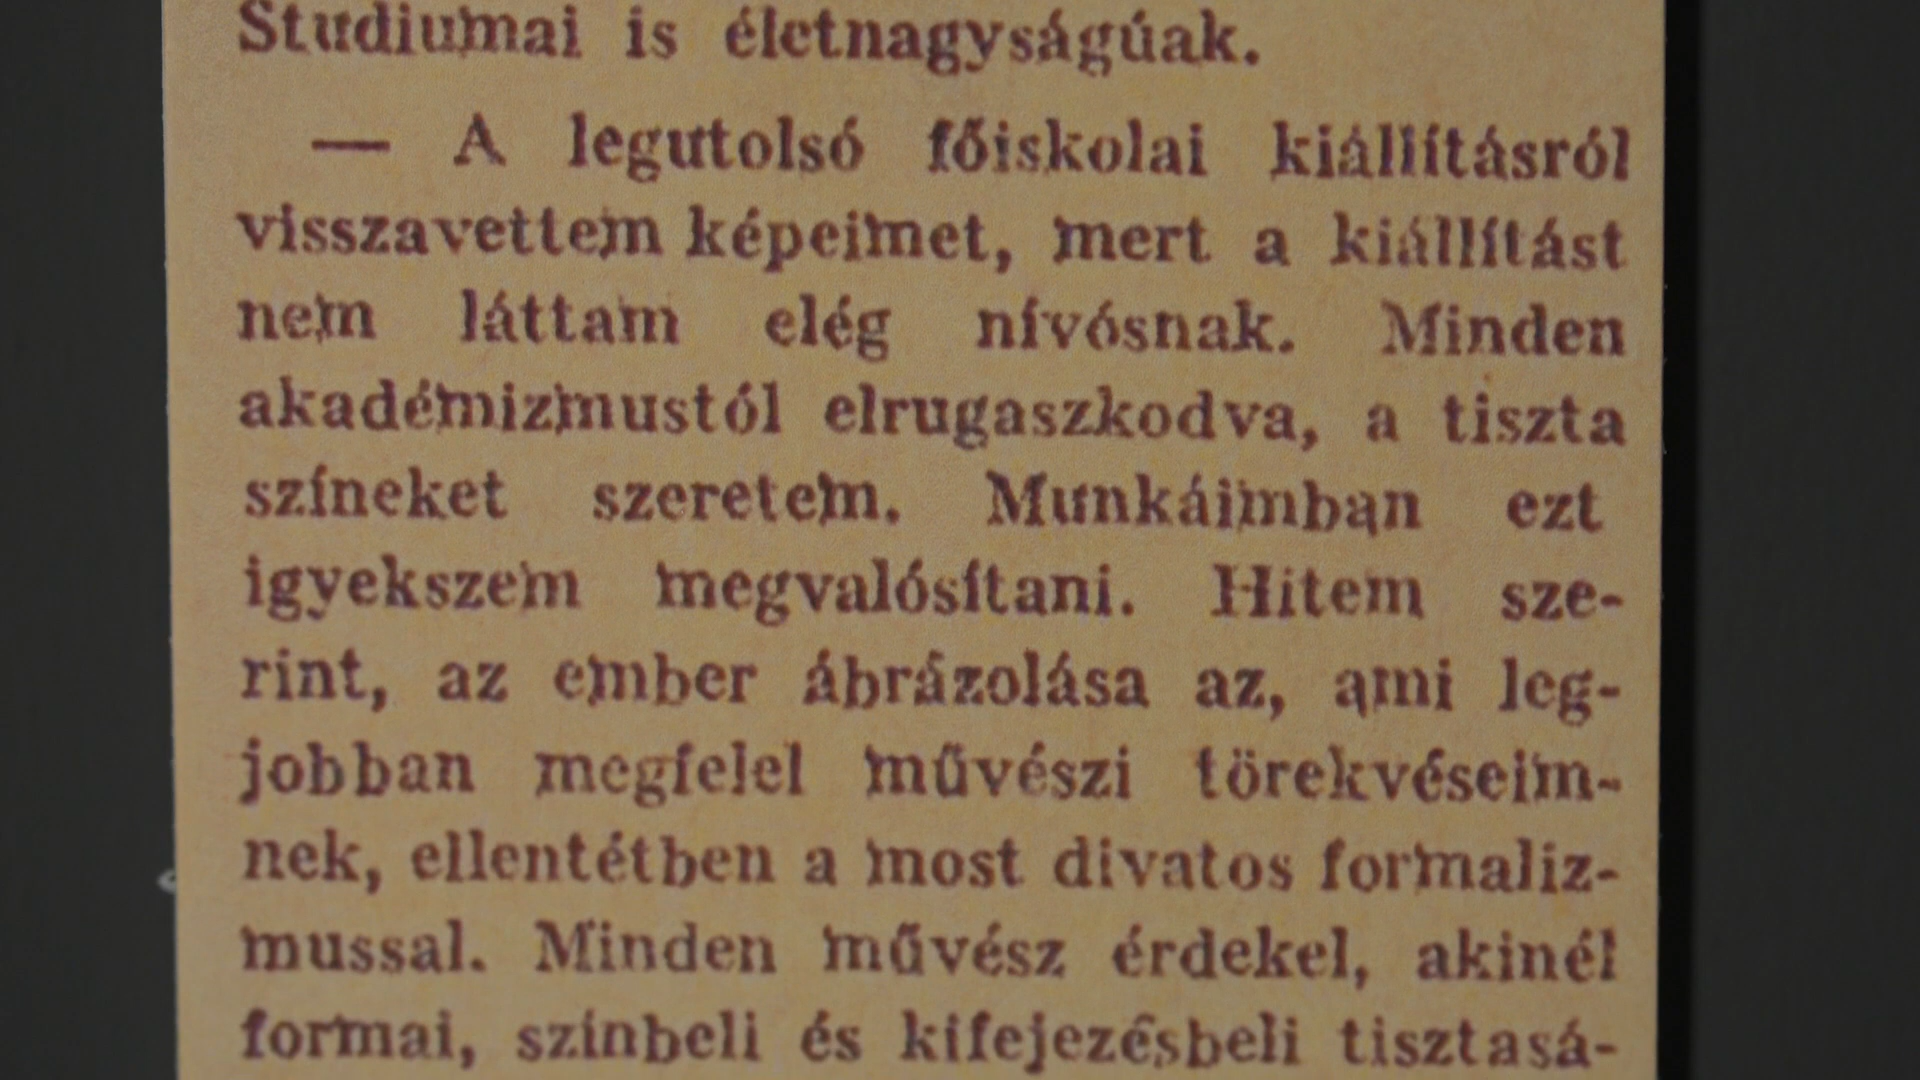 Studiumai is életnagyságúak.
— A legutolsó főiskolai kiállításról
visszavettem képeimet, mert a kiállítást
nem láttam elég nívósnak. Minden
akadémizmustól elrugaszkodva, a tiszta
színeket szeretem. Munkáimban ezt
igyekszem megvalósítani. Hitem sze-
rint, az ember ábrázolása az, ami leg-
jobban megfelel művészi törekvéseim-
nek, ellentétben a most divatos formaliz-
mussal. Minden művész érdekel, akinél
formai, színbeli és kifejezésbeli tisztasá-